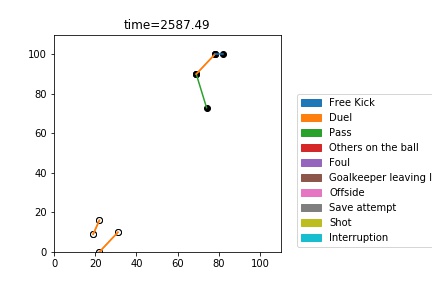 time=2587.49
100
80
60
40
20
0
0 20 40 60 80 100
Free Kick
Duel
Pass
Others on the ball
Foul
Goalkeeper leaving l
Offside
Save attempt
Shot
Interruption